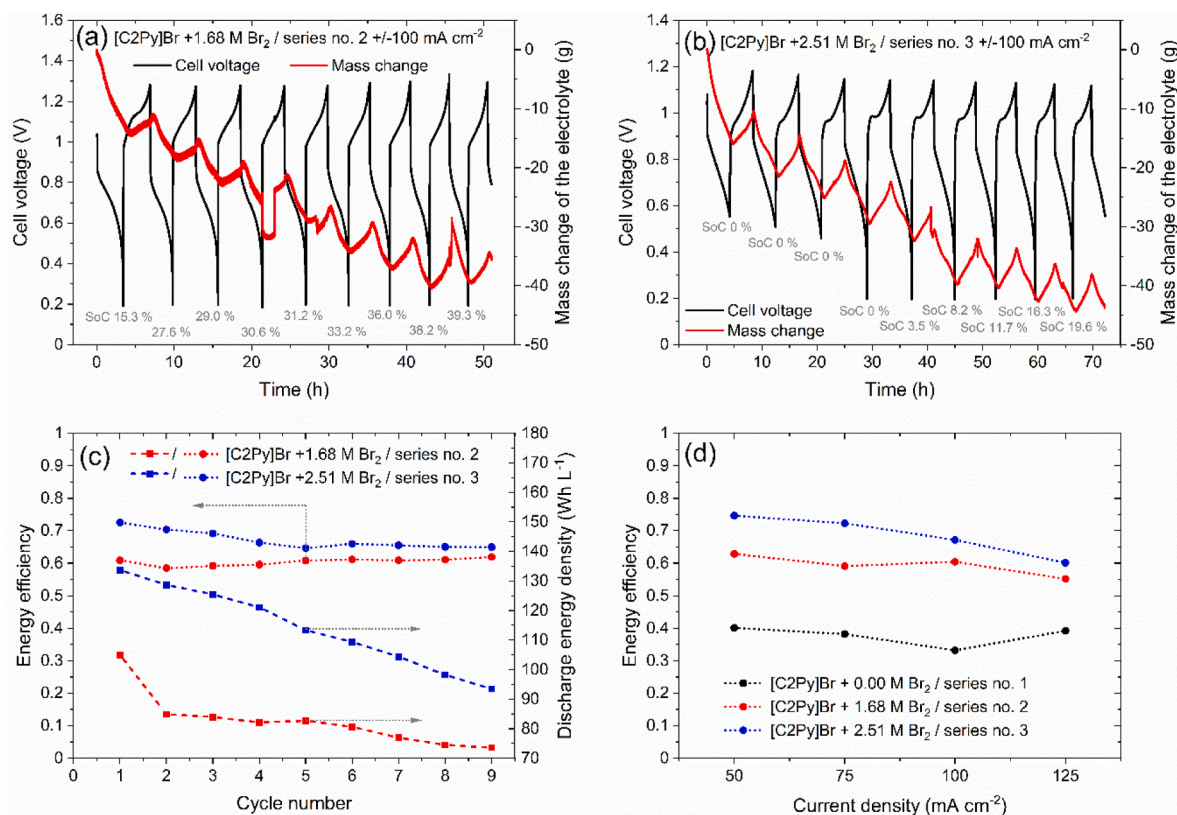 (a) [C2Py]Br +1.68 M Br₂ / series no. 2 +/-100 mA cm⁻²
Cell voltage Mass change
Cell voltage (V)
1.6
1.4
1.2
1.0
0.8
0.6
0.4
0.2
0
SoC 15.3 % 29.0 % 31.2 % 36.0 % 39.3 %
27.6 % 30.6 % 33.2 % 38.2 %
0 10 20 30 40 50
Time (h)
0
-10
-20
-30
-40
-50
Mass change of the electrolyte (g)
(b) [C2Py]Br +2.51 M Br₂ / series no. 3 +/-100 mA cm⁻²
Cell voltage (V)
1.4
1.2
1.0
0.8
0.6
0.4
0.2
0
SoC 0 %
SoC 0 %
SoC 0 %
SoC 0 % SoC 8.2 % SoC 16.3 %
SoC 3.5 % SoC 11.7 % SoC 19.6 %
Cell voltage
Mass change
0 10 20 30 40 50 60 70
Time (h)
0
-10
-20
-30
-40
-50
Mass change of the electrolyte (g)
(c)
/ [C2Py]Br +1.68 M Br₂ / series no. 2
/ [C2Py]Br +2.51 M Br₂ / series no. 3
Energy efficiency
1
0.9
0.8
0.7
0.6
0.5
0.4
0.3
0.2
0.1
0
1 2 3 4 5 6 7 8 9
Cycle number
180
170
160
150
140
130
120
110
100
90
80
70
Discharge energy density (Wh L⁻¹)
(d)
Energy efficiency
1
0.9
0.8
0.7
0.6
0.5
0.4
0.3
0.2
0.1
0
[C2Py]Br + 0.00 M Br₂ / series no. 1
[C2Py]Br + 1.68 M Br₂ / series no. 2
[C2Py]Br + 2.51 M Br₂ / series no. 3
50 75 100 125
Current density (mA cm⁻²)